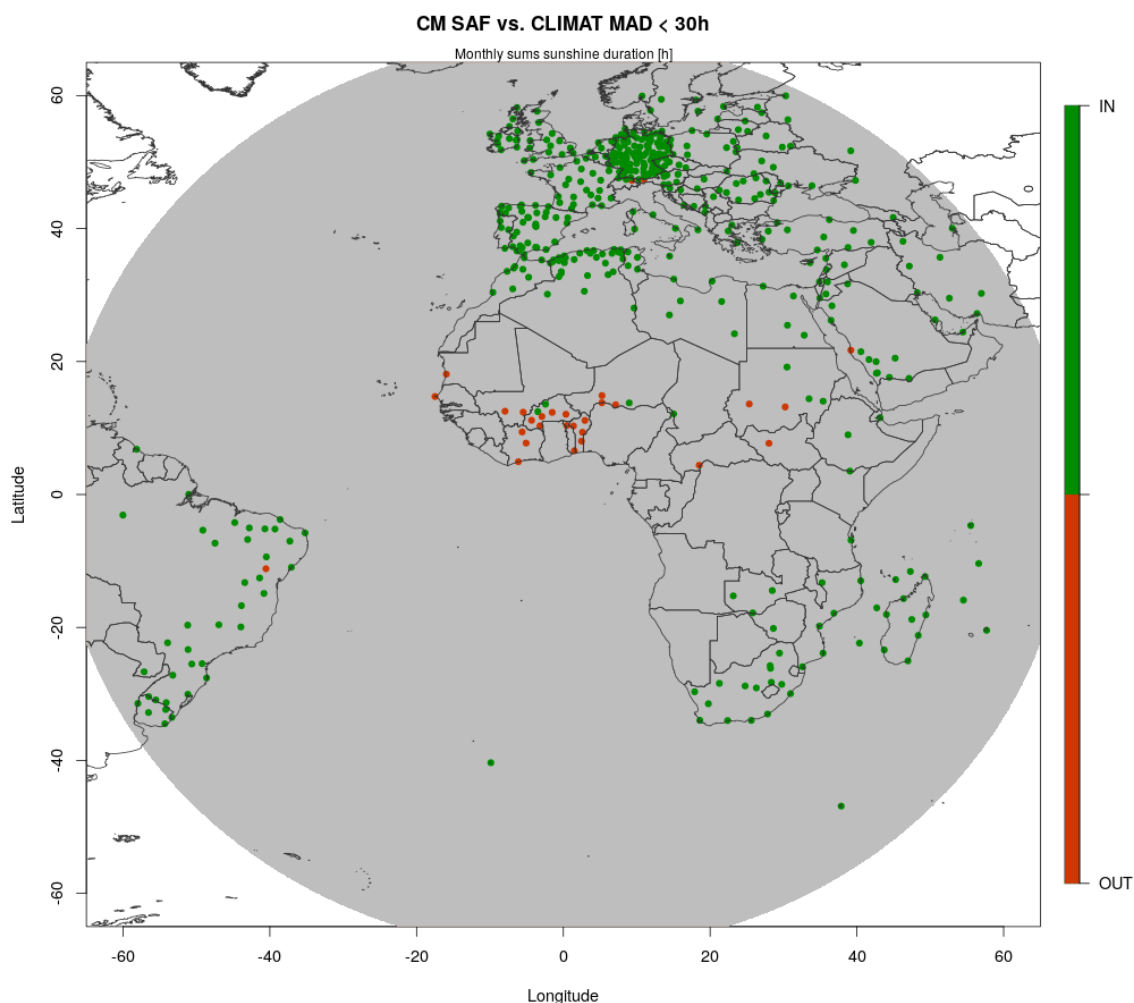 CM SAF vs. CLIMAT MAD < 30h
Monthly sums sunshine duration [h]
60
40
20
0
20
-40
-60
Latitude
-60
-40
-20
0
20
40
60
Longitude
IN
OUT